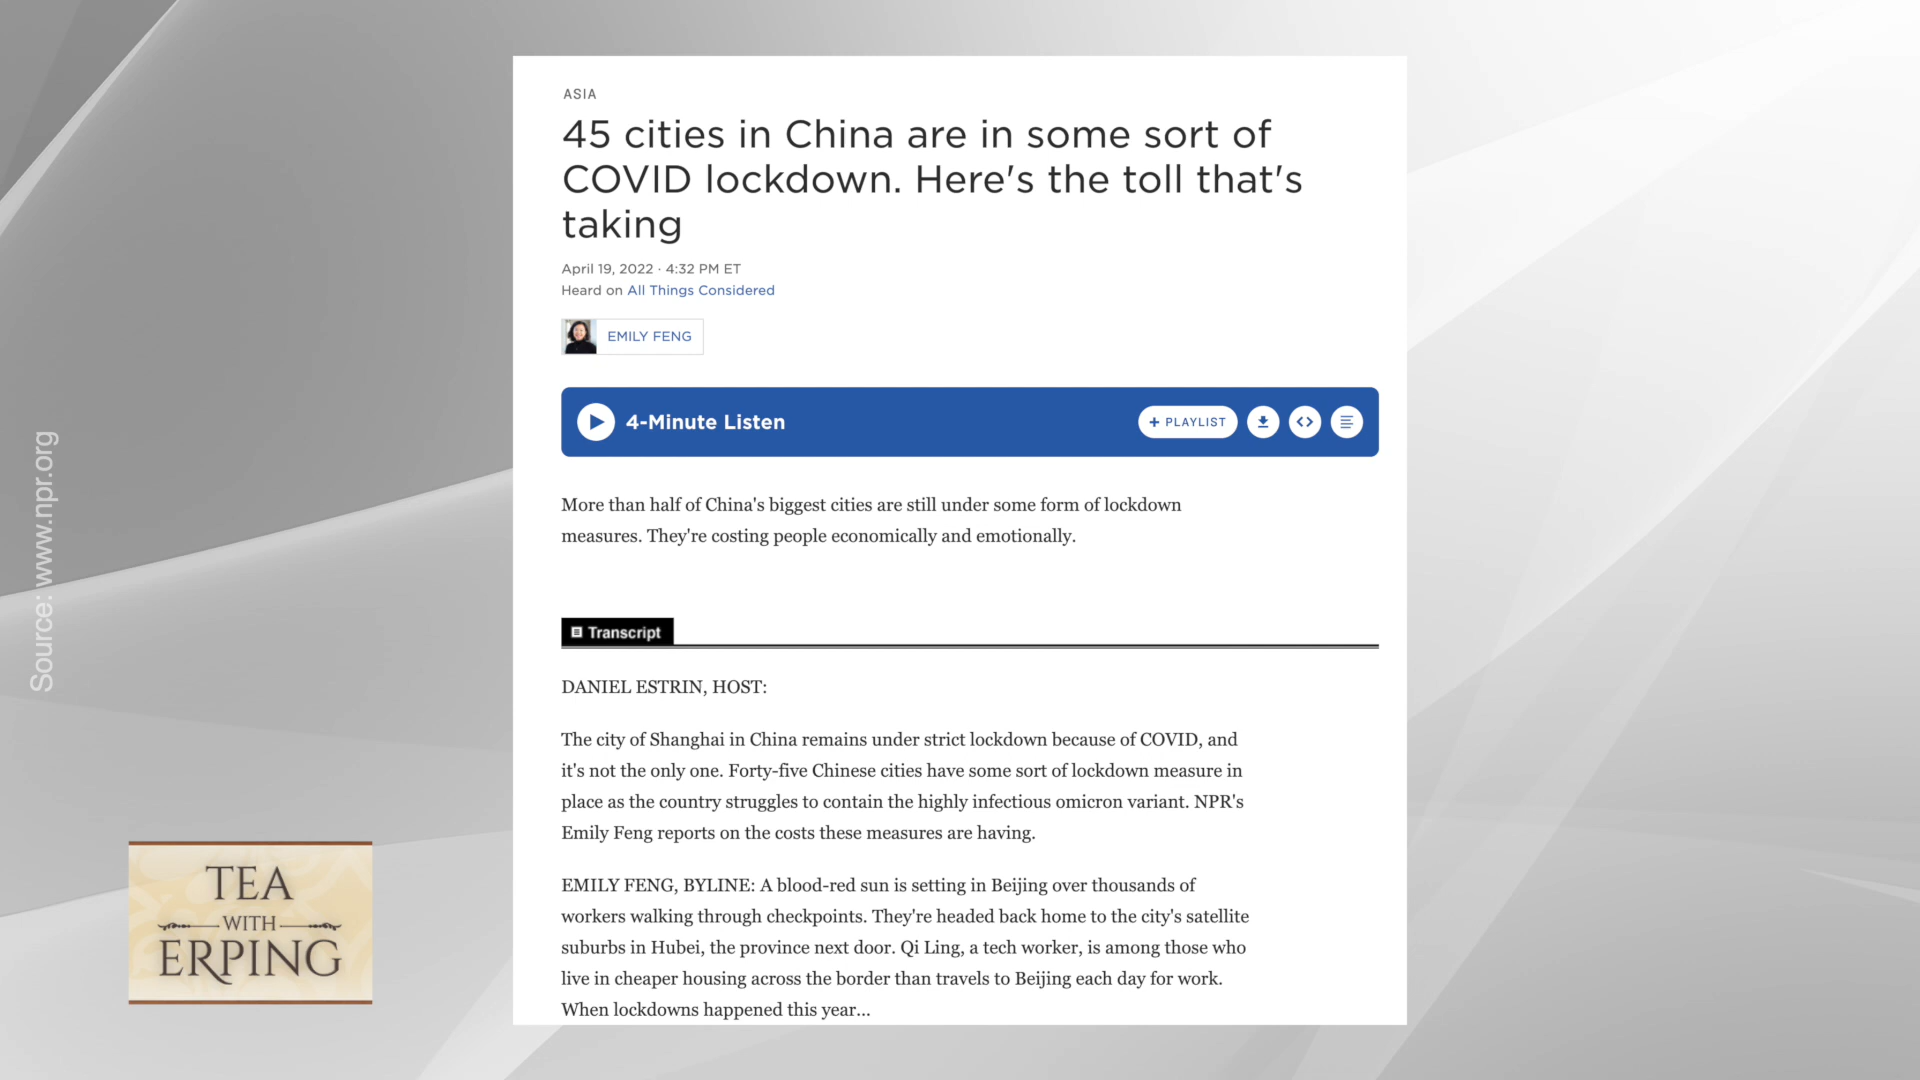 ASIA
45 cities in China are in some sort of
COVID lockdown. Here's the toll that's
taking
April 19, 2022 · 4:32 PM ET
Heard on All Things Considered
EMILY FENG
4-Minute Listen
+ PLAYLIST
More than half of China's biggest cities are still under some form of lockdown
measures. They're costing people economically and emotionally.
Transcript
DANIEL ESTRIN, HOST:
The city of Shanghai in China remains under strict lockdown because of COVID, and
it's not the only one. Forty-five Chinese cities have some sort of lockdown measure in
place as the country struggles to contain the highly infectious omicron variant. NPR's
Emily Feng reports on the costs these measures are having.
EMILY FENG, BYLINE: A blood-red sun is setting in Beijing over thousands of
workers walking through checkpoints. They're headed back home to the city's satellite
suburbs in Hubei, the province next door. Qi Ling, a tech worker, is among those who
live in cheaper housing across the border than travels to Beijing each day for work.
When lockdowns happened this year...
Source: www.npr.org
TEA
WITH
ERPING